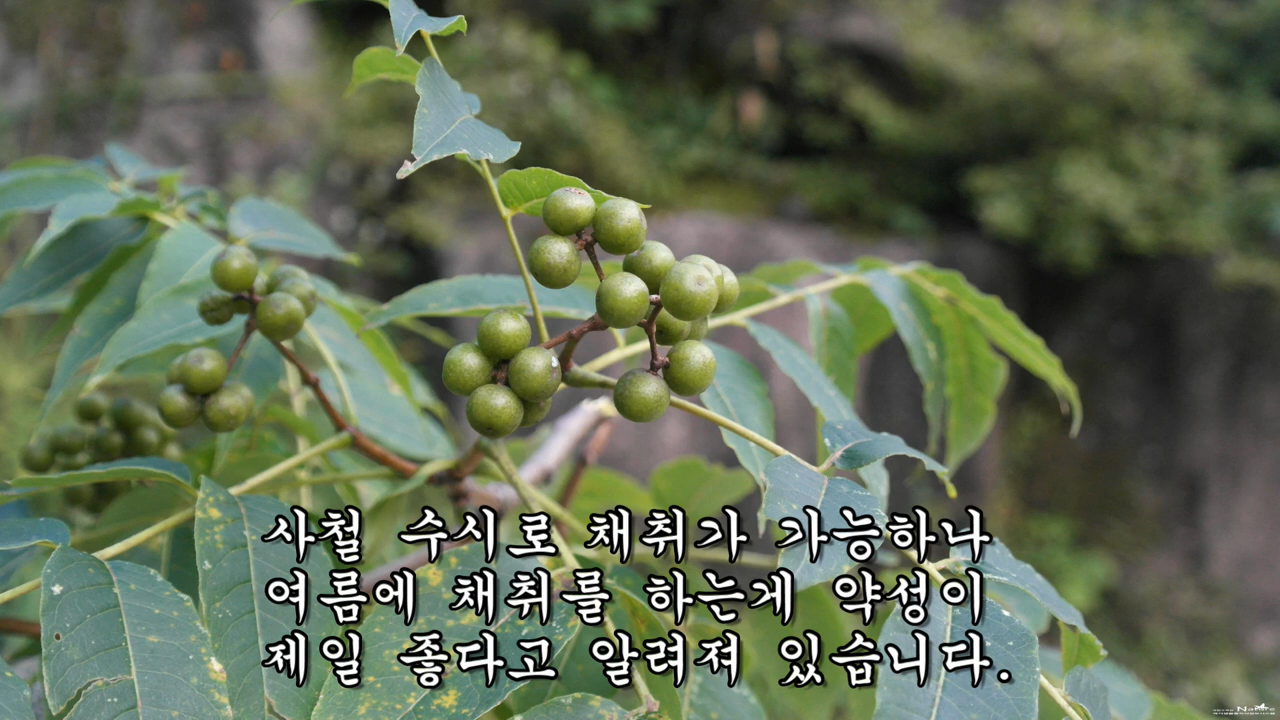 사철 수시로 채취가 가능하나
여름에 채취를 하는게 약성이
제일 좋다고 알려져 있습니다.
Nature